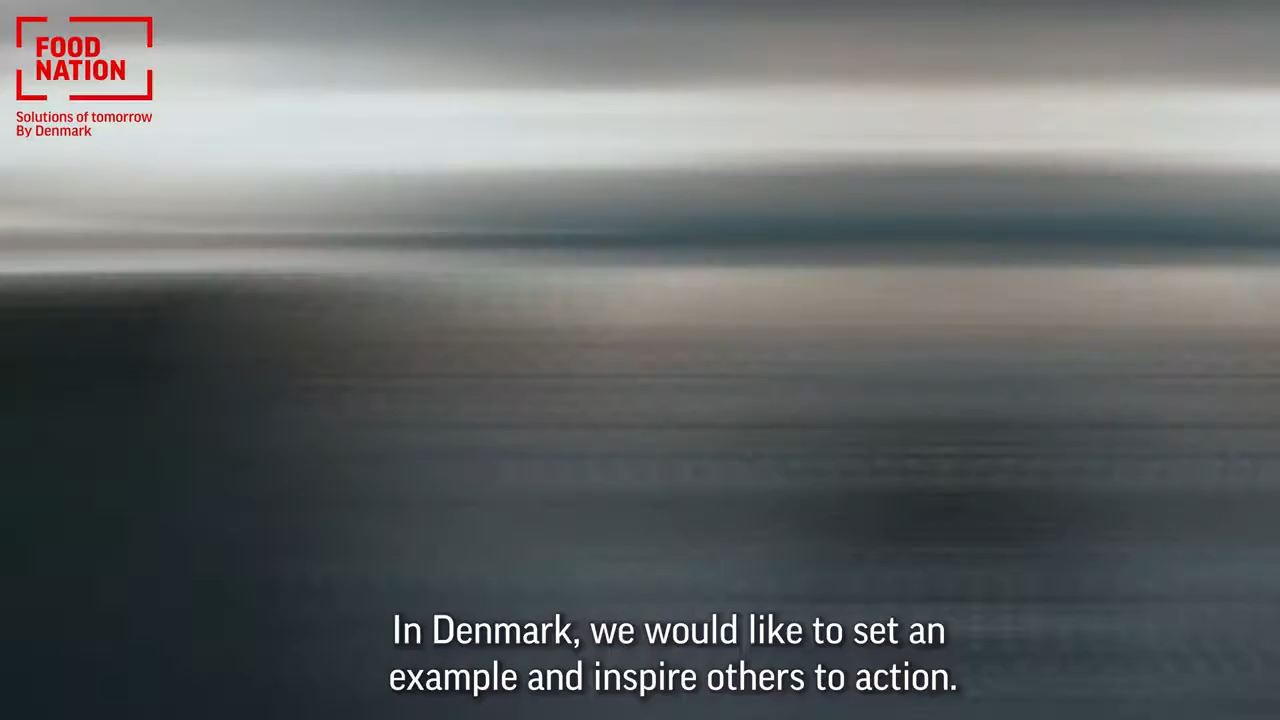 FOOD
NATION
Solutions of tomorrow
By Denmark
In Denmark, we would like to set an
example and inspire others to action.